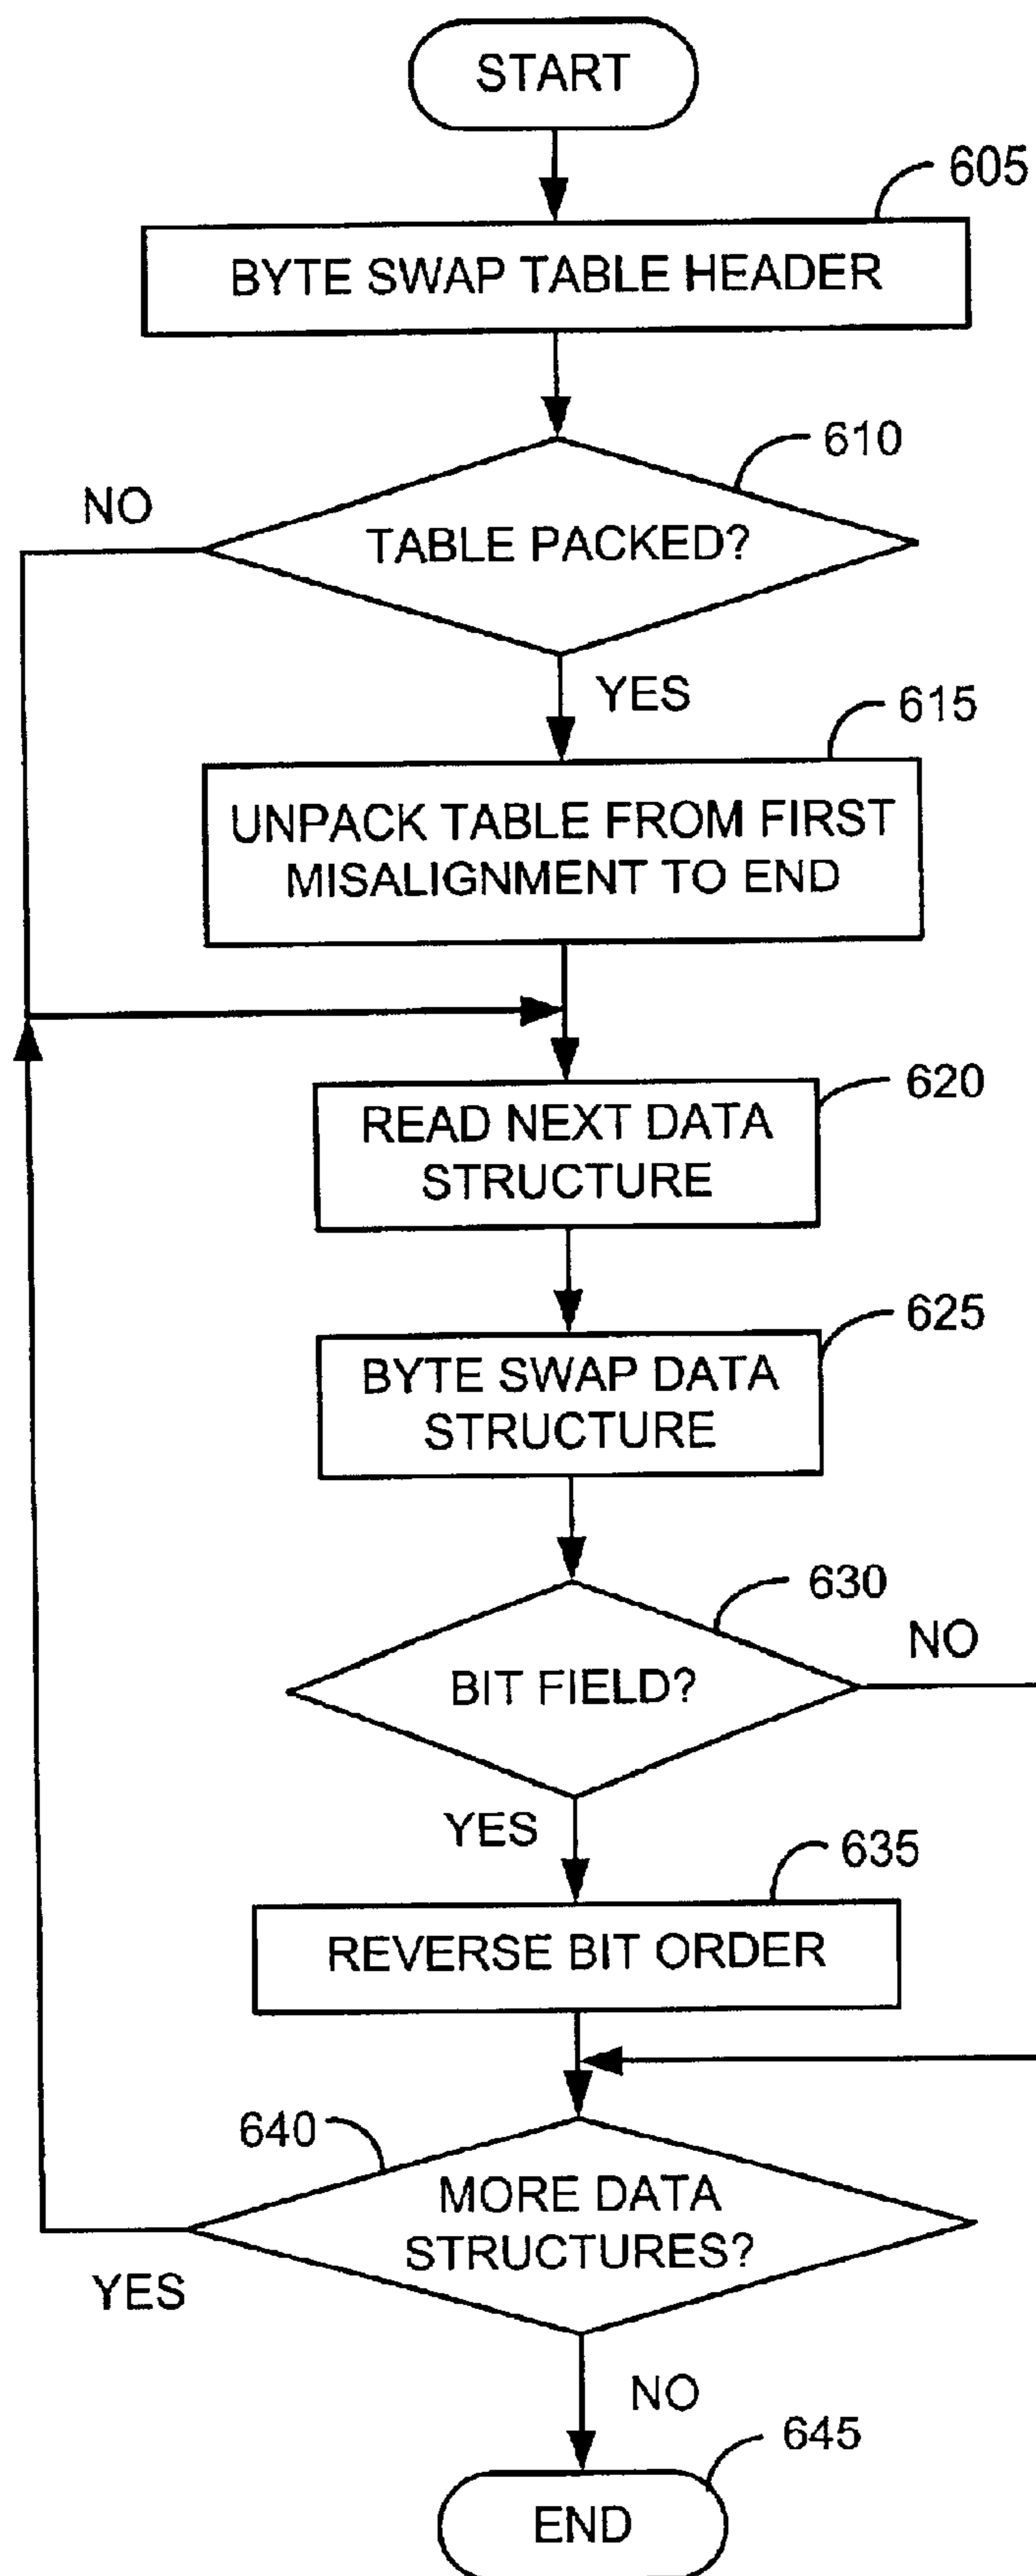 START
605
BYTE SWAP TABLE HEADER
610
NO
TABLE PACKED?
YES
615
UNPACK TABLE FROM FIRST
MISALIGNMENT TO END
620
READ NEXT DATA
STRUCTURE
625
BYTE SWAP DATA
STRUCTURE
630
NO
BIT FIELD?
YES
635
REVERSE BIT ORDER
640
MORE DATA
STRUCTURES?
YES
NO
645
END